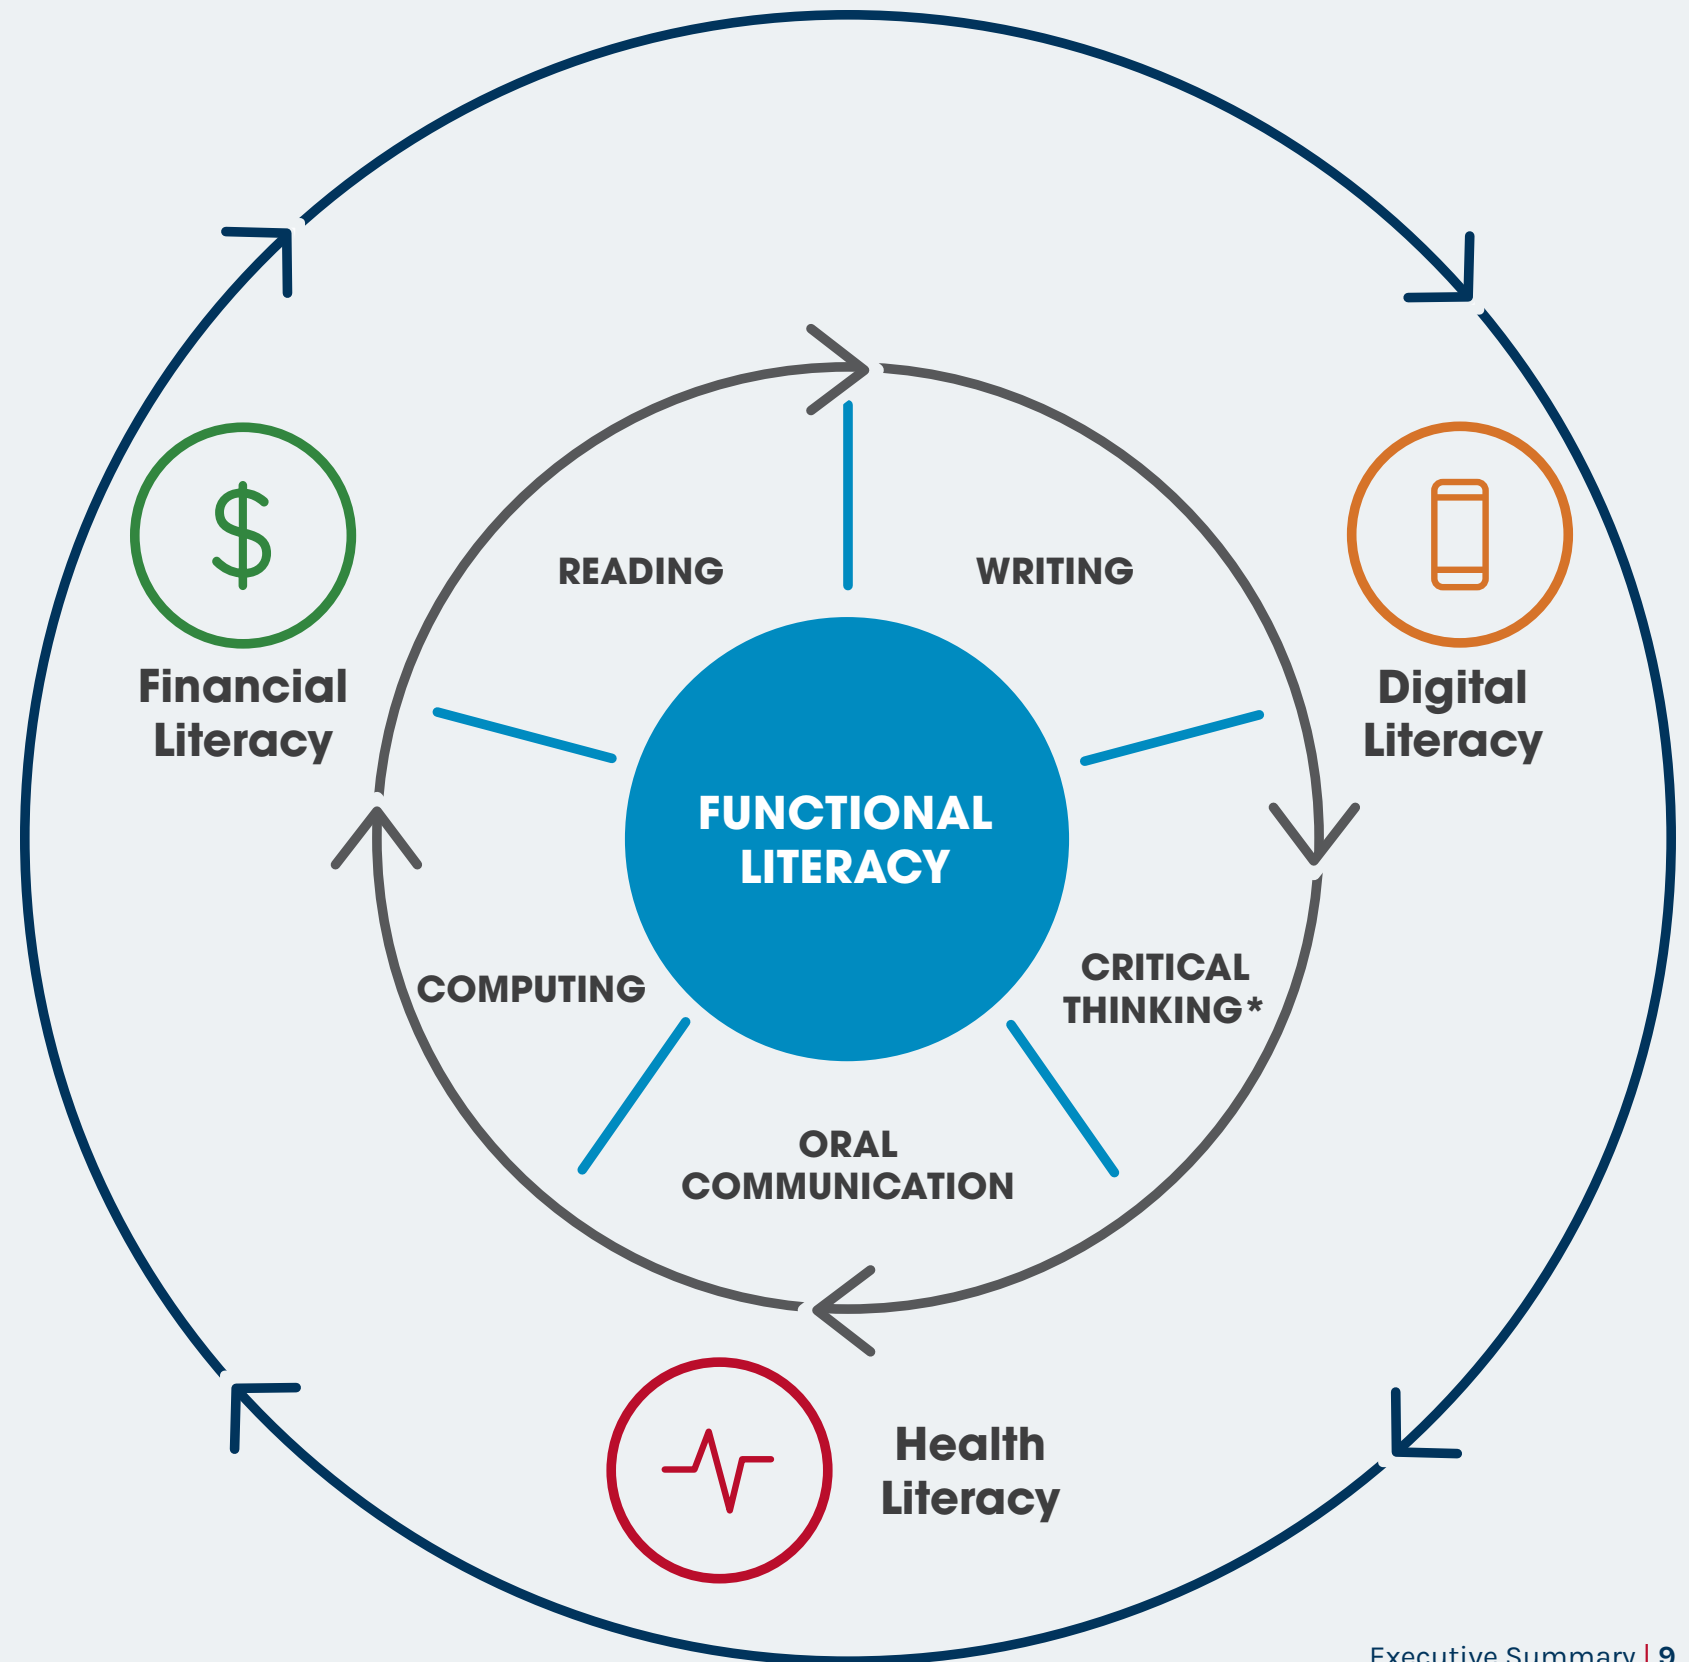 READING
WRITING
Financial
Literacy
Digital
Literacy
FUNCTIONAL
LITERACY
COMPUTING
CRITICAL
THINKING*
ORAL
COMMUNICATION
Health
Literacy
Executive Summary | 9